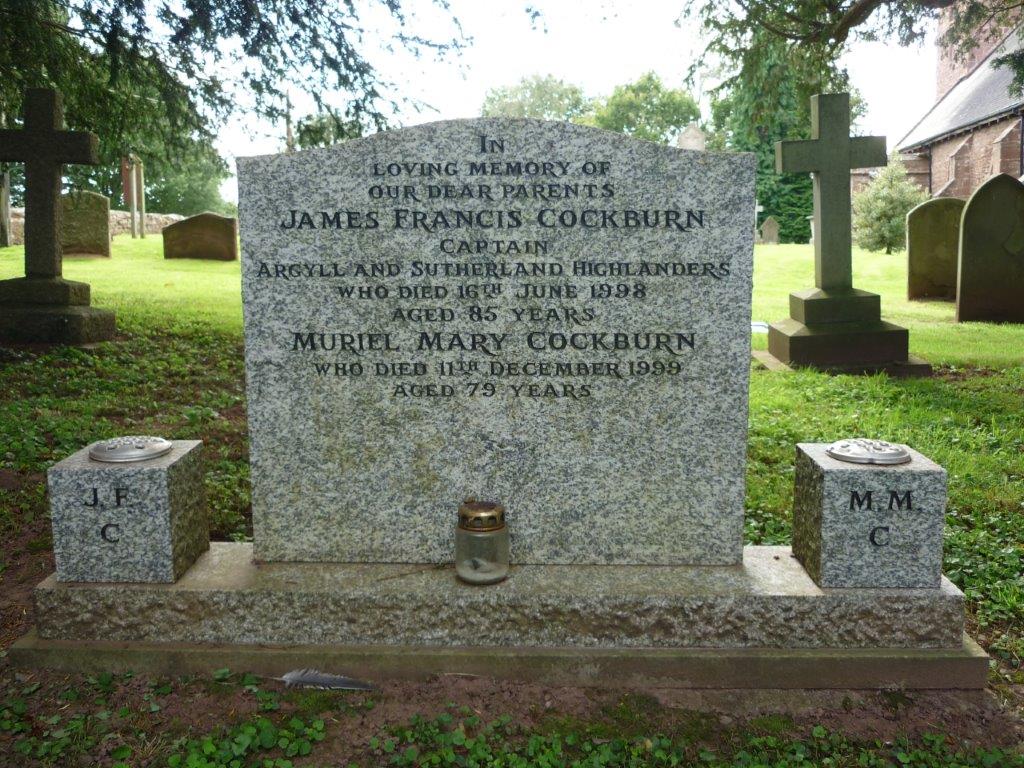 IN
LOVING MEMORY OF
OUR DEAR PARENTS
JAMES FRANCIS COCKBURN
CAPTAIN
ARGYLL AND SUTHERLAND HIGHLANDERS
WHO DIED 16TH JUNE 1998
AGED 85 YEARS
MURIEL MARY COCKBURN
WHO DIED 11TH DECEMBER 1999
AGED 79 YEARS
J. F.
C
M. M.
C